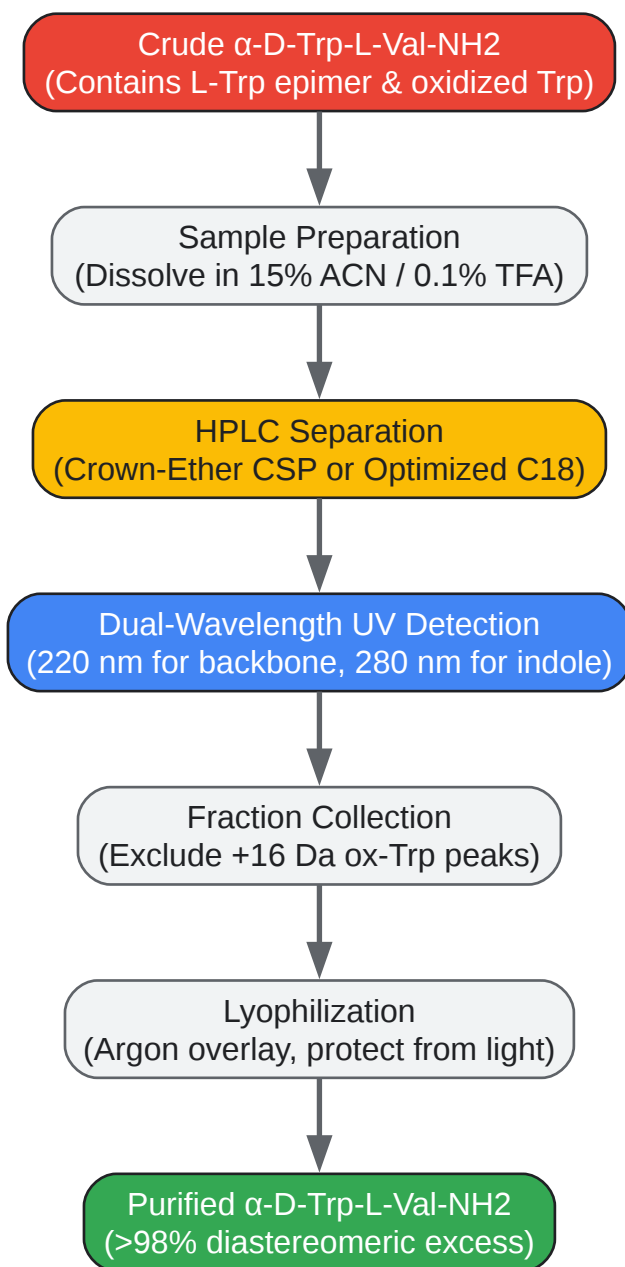 Crude α-D-Trp-L-Val-NH2
(Contains L-Trp epimer & oxidized Trp)
Sample Preparation
(Dissolve in 15% ACN / 0.1% TFA)
HPLC Separation
(Crown-Ether CSP or Optimized C18)
Dual-Wavelength UV Detection
(220 nm for backbone, 280 nm for indole)
Fraction Collection
(Exclude +16 Da ox-Trp peaks)
Lyophilization
(Argon overlay, protect from light)
Purified α-D-Trp-L-Val-NH2
(>98% diastereomeric excess)